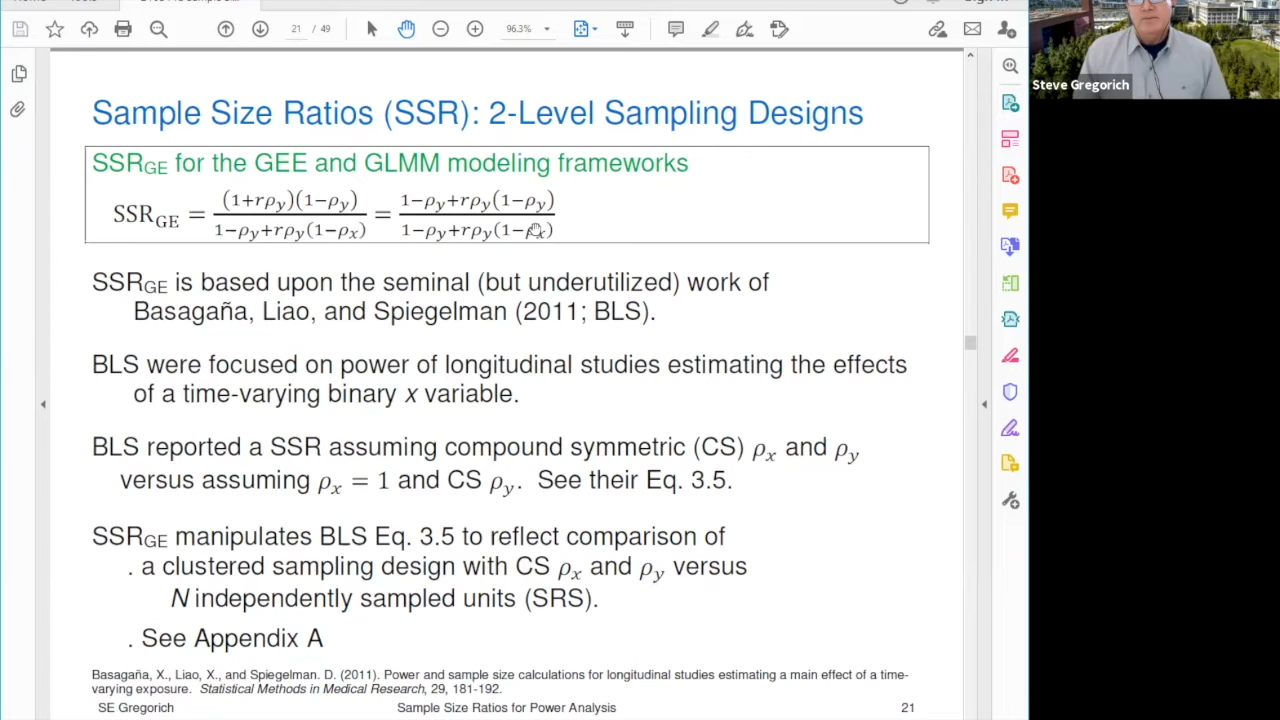 21 / 49
96.3%
Steve Gregorich
Sample Size Ratios (SSR): 2-Level Sampling Designs
SSR_GE for the GEE and GLMM modeling frameworks
SSR_GE = (1+rρ_y)(1−ρ_y) / 1−ρ_y+rρ_y(1−ρ_x) = 1−ρ_y+rρ_y(1−ρ_y) / 1−ρ_y+rρ_y(1−ρ_x)
SSR_GE is based upon the seminal (but underutilized) work of
Basagaña, Liao, and Spiegelman (2011; BLS).
BLS were focused on power of longitudinal studies estimating the effects
of a time-varying binary x variable.
BLS reported a SSR assuming compound symmetric (CS) ρ_x and ρ_y
versus assuming ρ_x = 1 and CS ρ_y. See their Eq. 3.5.
SSR_GE manipulates BLS Eq. 3.5 to reflect comparison of
. a clustered sampling design with CS ρ_x and ρ_y versus
N independently sampled units (SRS).
. See Appendix A
Basagaña, X., Liao, X., and Spiegelman. D. (2011). Power and sample size calculations for longitudinal studies estimating a main effect of a time-
varying exposure. Statistical Methods in Medical Research, 29, 181-192.
SE Gregorich
Sample Size Ratios for Power Analysis
21